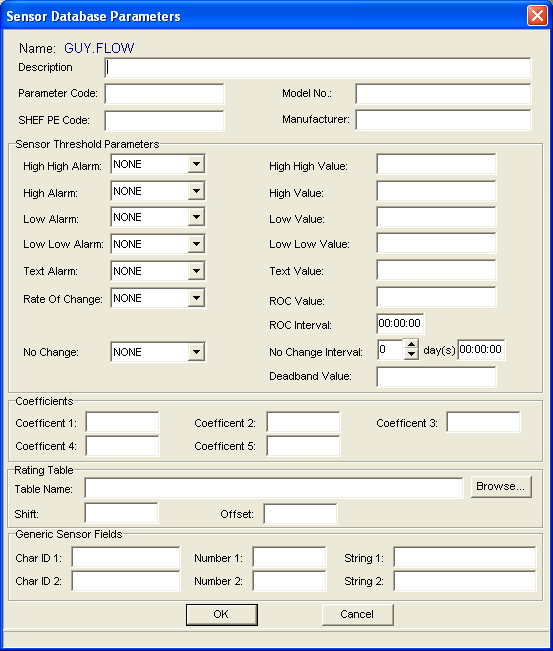 Sensor Database Parameters
Name: GUY.FLOW
Description
Parameter Code: Model No.:
SHEF PE Code: Manufacturer:
Sensor Threshold Parameters
High High Alarm: NONE High High Value:
High Alarm: NONE High Value:
Low Alarm: NONE Low Value:
Low Low Alarm: NONE Low Low Value:
Text Alarm: NONE Text Value:
Rate Of Change: NONE ROC Value:
ROC Interval: 00:00:00
No Change: NONE No Change Interval: 0 day(s) 00:00:00
Deadband Value:
Coefficients
Coefficent 1: Coefficent 2: Coefficent 3:
Coefficent 4: Coefficent 5:
Rating Table
Table Name: Browse...
Shift: Offset:
Generic Sensor Fields
Char ID 1: Number 1: String 1:
Char ID 2: Number 2: String 2:
OK Cancel